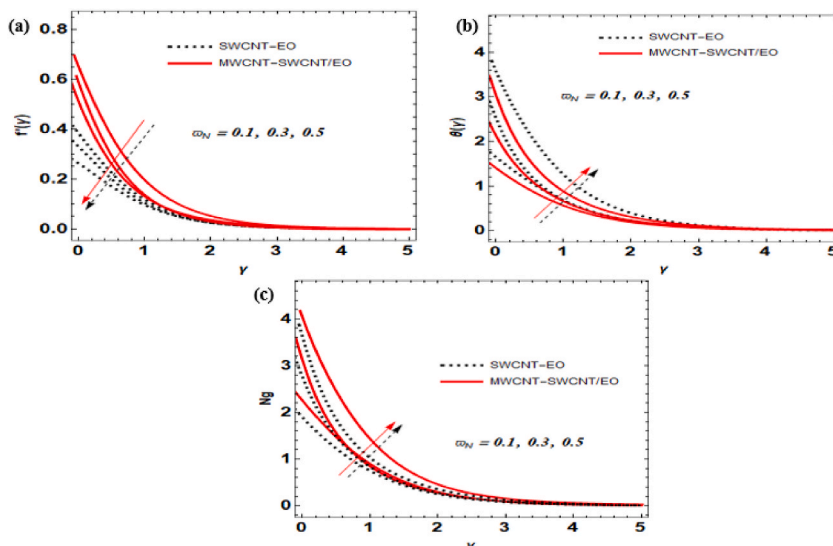 (a)
0.8
0.6
0.4
0.2
0.0
f'(γ)
SWCNT-EO
MWCNT-SWCNT/EO
ϖN = 0.1, 0.3, 0.5
0 1 2 3 4 5
γ
(b)
4
3
2
1
0
θ(γ)
SWCNT-EO
MWCNT-SWCNT/EO
ϖN = 0.1, 0.3, 0.5
0 1 2 3 4 5
γ
(c)
4
3
2
1
0
Ng
SWCNT-EO
MWCNT-SWCNT/EO
ϖN = 0.1, 0.3, 0.5
0 1 2 3 4 5